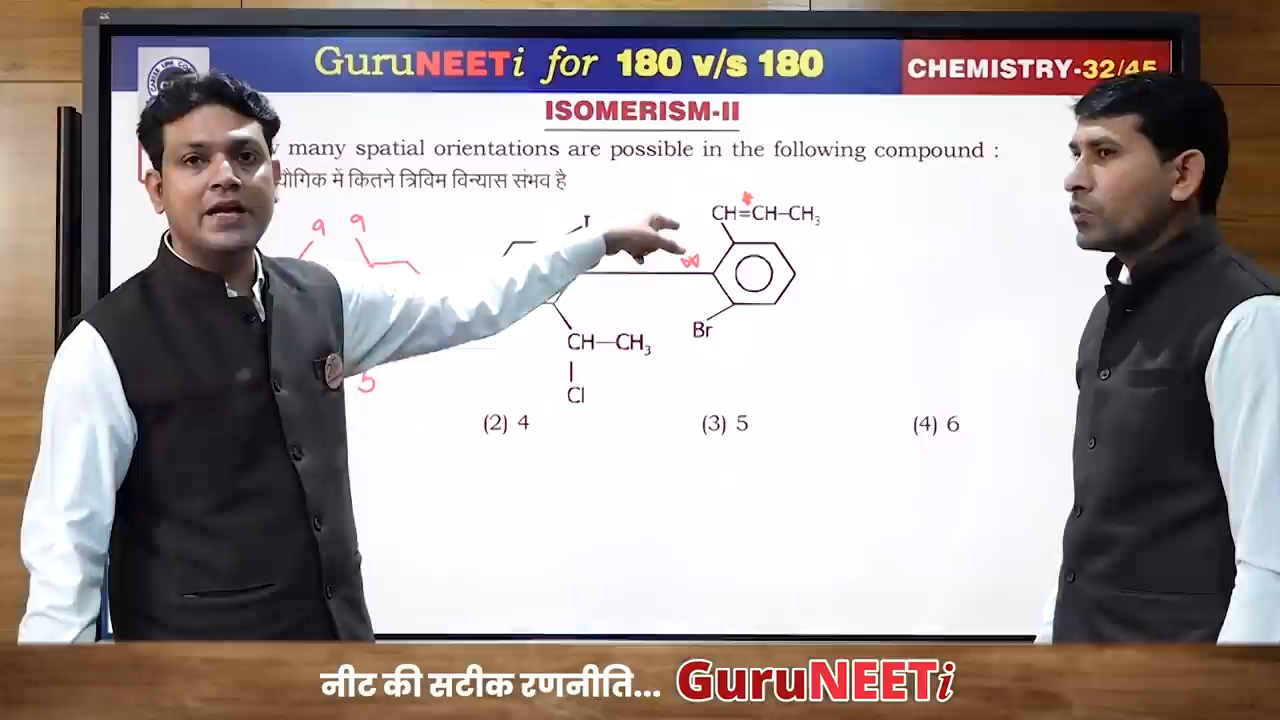 GuruNEETi for 180 v/s 180
CHEMISTRY-32/45
ISOMERISM-II
many spatial orientations are possible in the following compound :
में कितने त्रिविम विन्यास संभव है
CH=CH–CH₃
Br
CH–CH₃
Cl
(2) 4 (3) 5 (4) 6
नीट की सटीक रणनीति... GuruNEETi